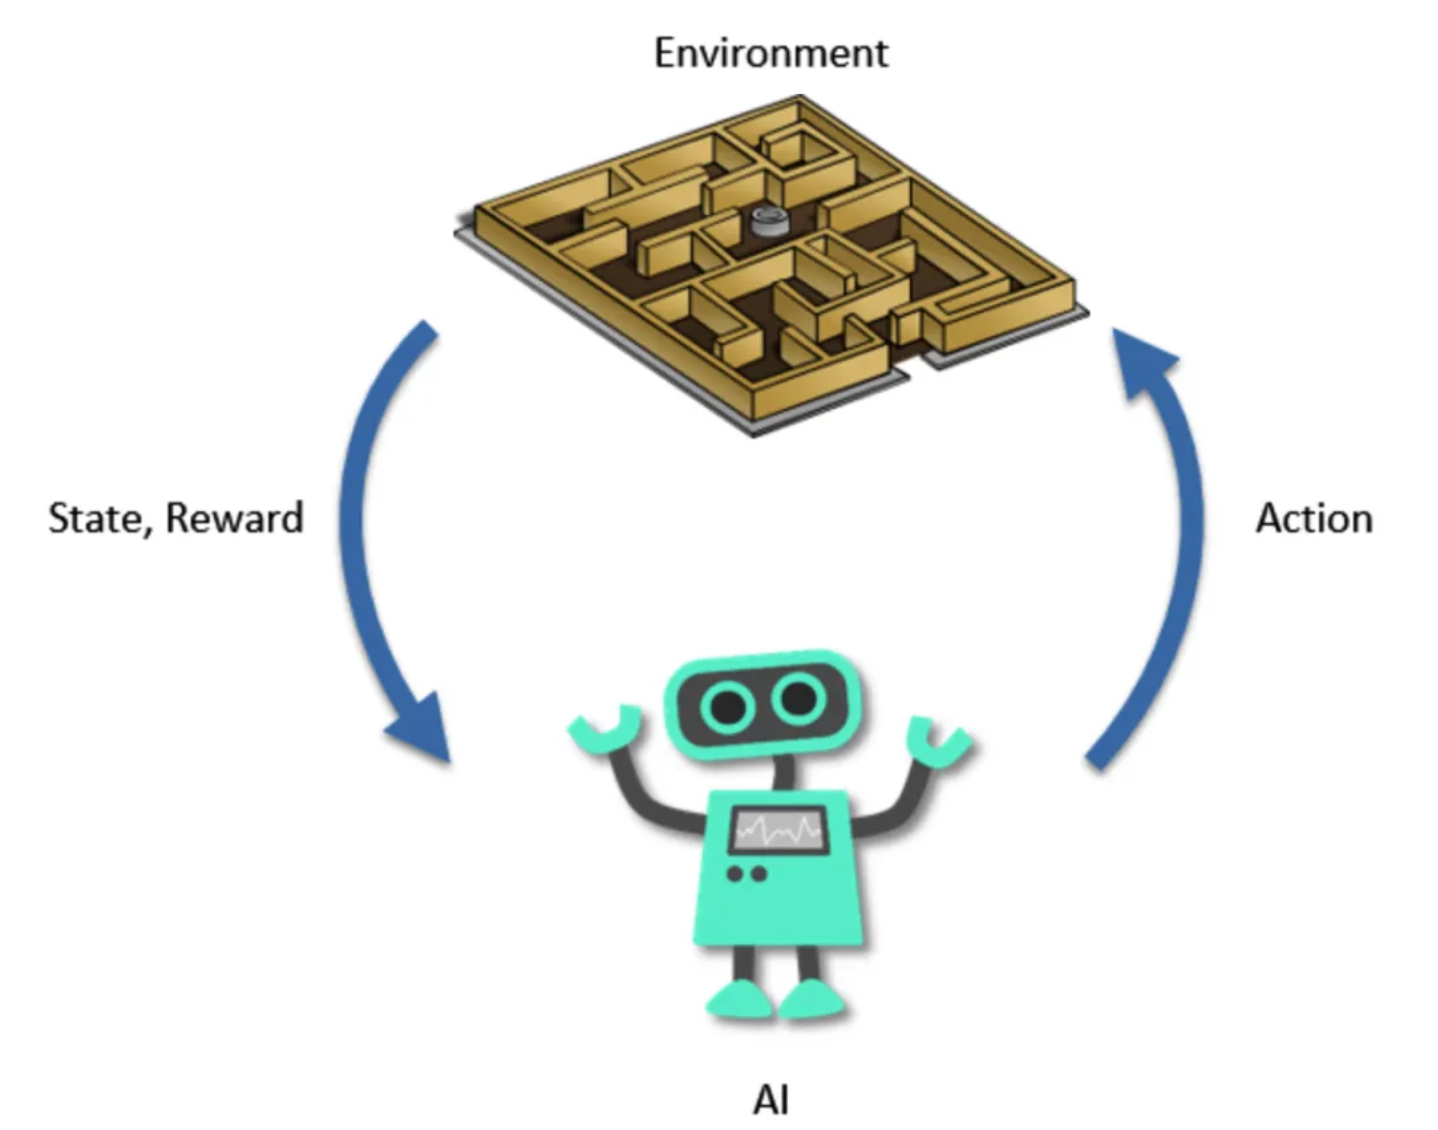 Environment
State, Reward
Action
AI